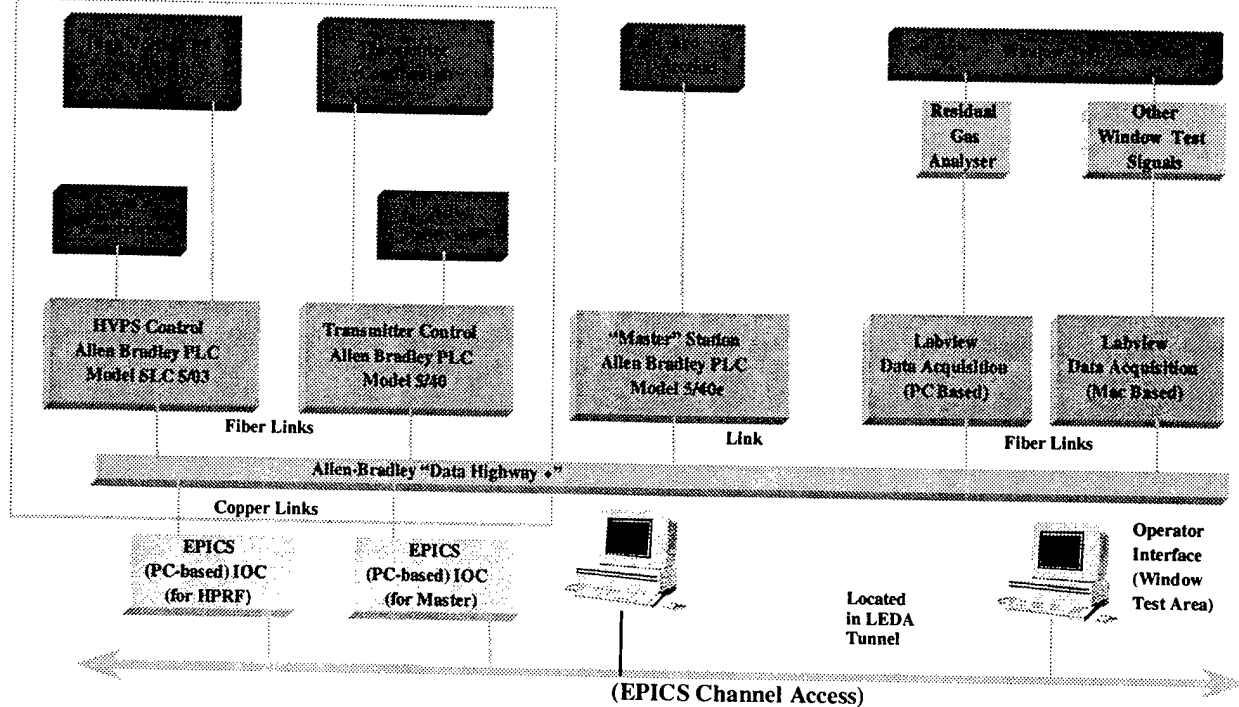 Residual
Gas
Analyser
Other
Window Test
Signals
HVPS Control
Allen Bradley PLC
Model SLC 5/03
Transmitter Control
Allen Bradley PLC
Model 5/40
"Master" Station
Allen Bradley PLC
Model 5/40e
Labview
Data Acquisition
(PC Based)
Labview
Data Acquisition
(Mac Based)
Fiber Links
Link
Fiber Links
Allen-Bradley "Data Highway +"
Copper Links
EPICS
(PC-based) IOC
(for HPRF)
EPICS
(PC-based) IOC
(for Master)
Located
in LEDA
Tunnel
Operator
Interface
(Window
Test Area)
(EPICS Channel Access)